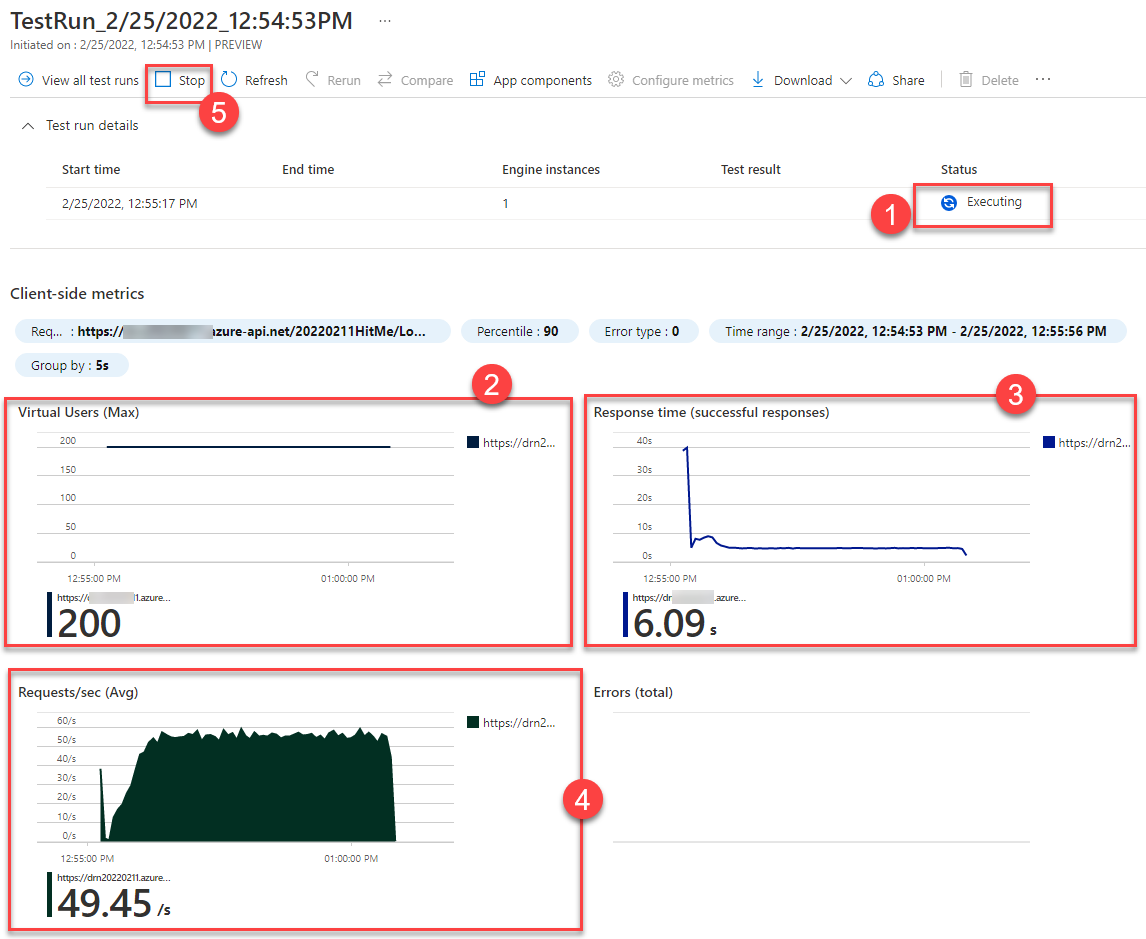 TestRun_2/25/2022_12:54:53PM ...
Initiated on : 2/25/2022, 12:54:53 PM | PREVIEW
View all test runs Stop Refresh Rerun Compare App components Configure metrics Download Share Delete ...
5
Test run details
Start time End time Engine instances Test result Status
2/25/2022, 12:55:17 PM 1 Executing
1
Client-side metrics
Req... : https:// azure-api.net/20220211HitMe/Lo... Percentile : 90 Error type : 0 Time range : 2/25/2022, 12:54:53 PM - 2/25/2022, 12:55:56 PM
Group by : 5s
2
Virtual Users (Max)
200
150
100
50
0
12:55:00 PM 01:00:00 PM
https://drn2...
https:// 1.azure...
200
3
Response time (successful responses)
40s
30s
20s
10s
0s
12:55:00 PM 01:00:00 PM
https://drn2...
https://dr .azure...
6.09 s
Requests/sec (Avg)
60/s
50/s
40/s
30/s
20/s
10/s
0/s
12:55:00 PM 01:00:00 PM
https://drn2...
https://drn20220211.azure...
49.45 /s
4
Errors (total)